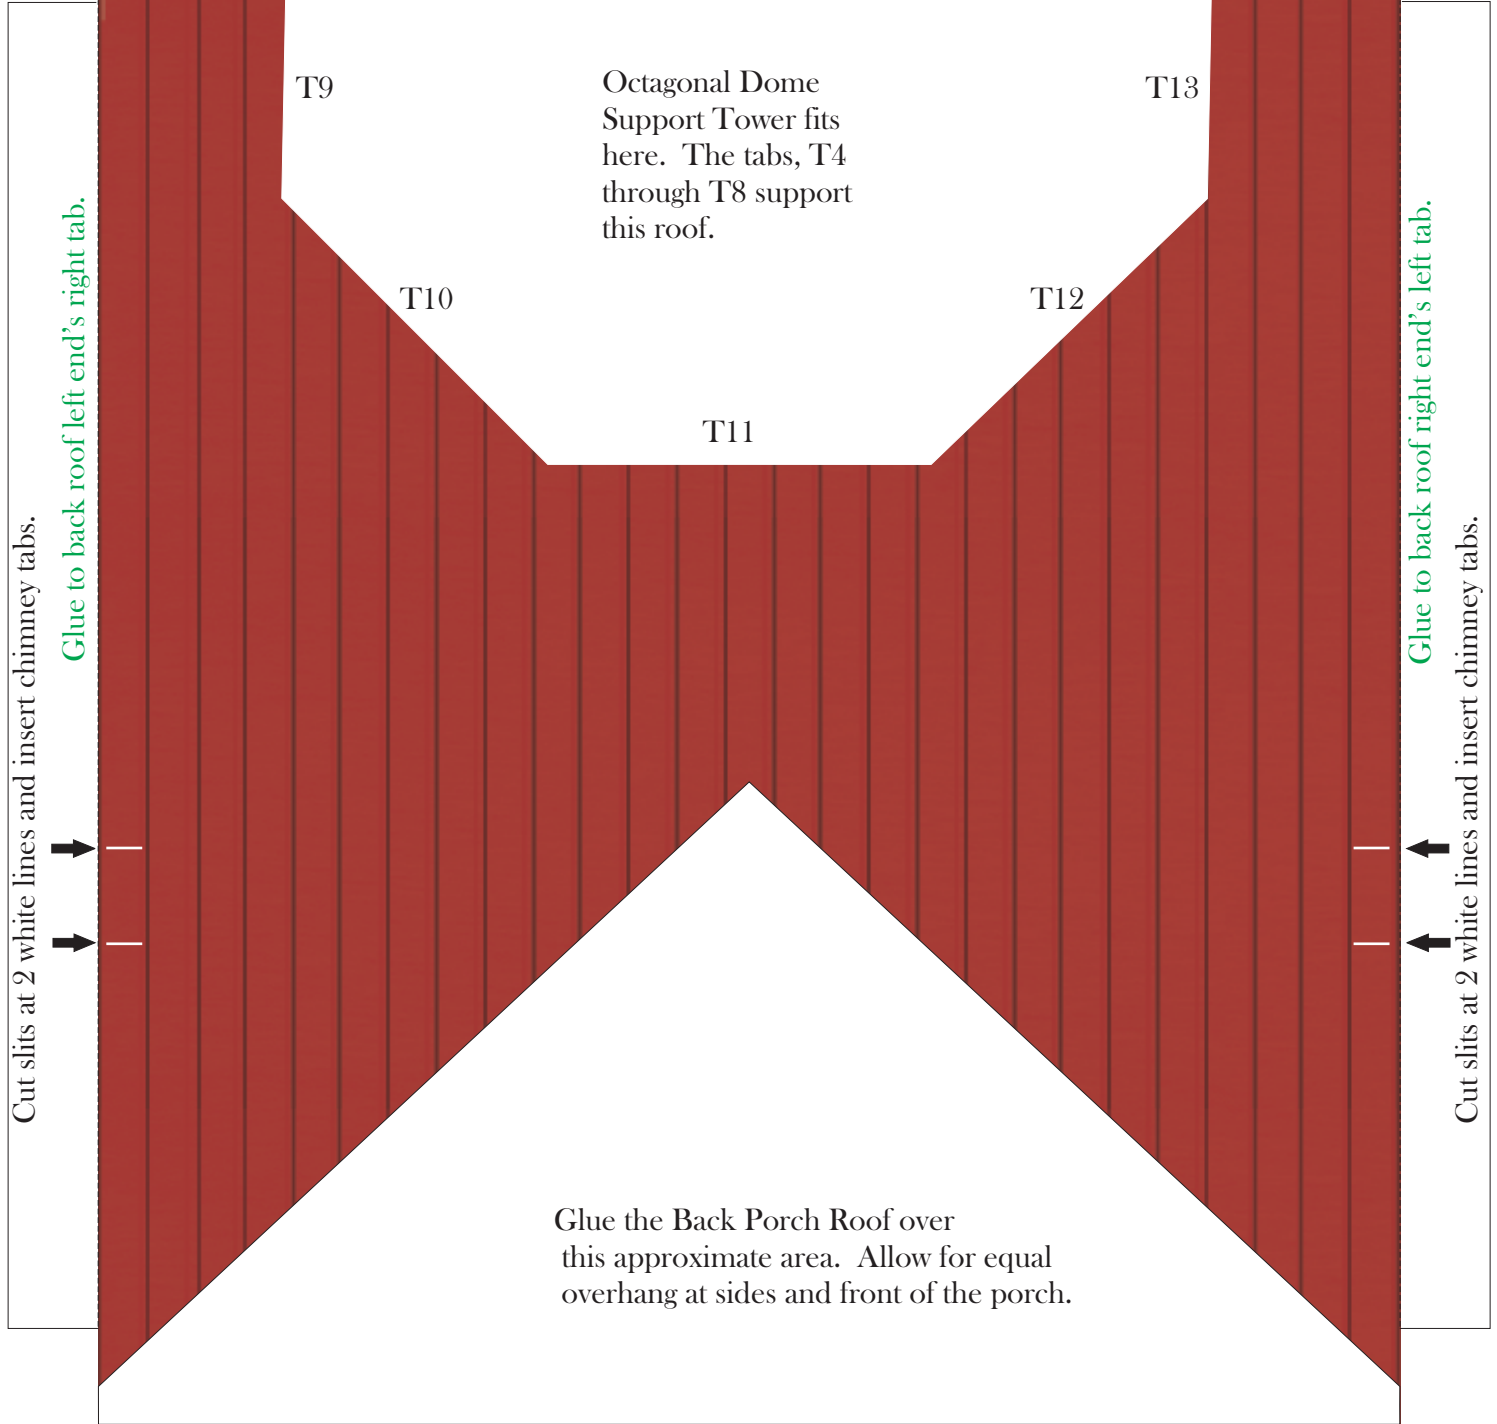 T9
Octagonal Dome
Support Tower fits
here.  The tabs, T4
through T8 support
this roof.
T13
T10
T12
T11
Glue to back roof left end’s right tab.
Cut slits at 2 white lines and insert chimney tabs.
Glue to back roof right end’s left tab.
Cut slits at 2 white lines and insert chimney tabs.
Glue the Back Porch Roof over
this approximate area.  Allow for equal
overhang at sides and front of the porch.